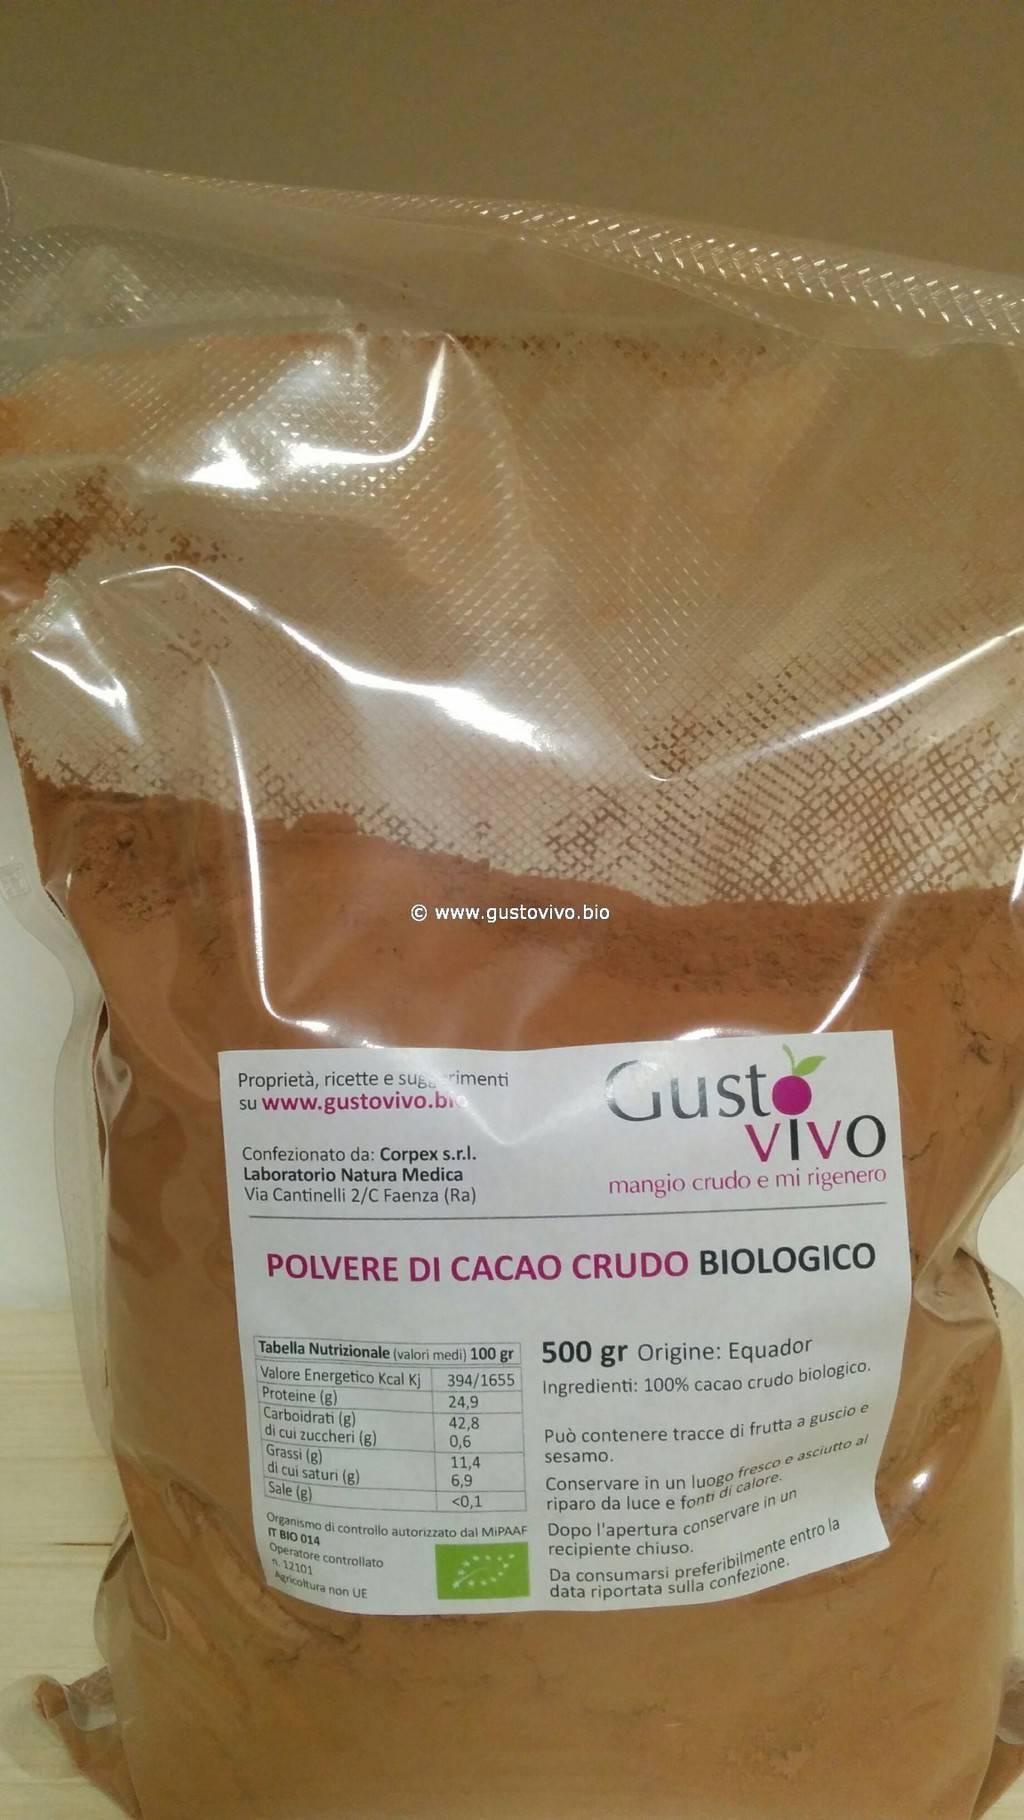 © www.gustovivo.bio
Proprietà, ricette e suggerimenti
su www.gustovivo.bio
Confezionato da: Corpex s.r.l.
Laboratorio Natura Medica
Via Cantinelli 2/C Faenza (Ra)
Gusto
vivo
mangio crudo e mi rigenero
POLVERE DI CACAO CRUDO BIOLOGICO
Tabella Nutrizionale (valori medi) 100 gr
Valore Energetico Kcal Kj 394/1655
Proteine (g) 24,9
Carboidrati (g) 42,8
di cui zuccheri (g) 0,6
Grassi (g) 11,4
di cui saturi (g) 6,9
Sale (g) <0,1
Organismo di controllo autorizzato dal MiPAAF
IT BIO 014
Operatore controllato
n. 12101
Agricoltura non UE
500 gr Origine: Equador
Ingredienti: 100% cacao crudo biologico.
Può contenere tracce di frutta a guscio e
sesamo.
Conservare in un luogo fresco e asciutto al
riparo da luce e fonti di calore.
Dopo l'apertura conservare in un
recipiente chiuso.
Da consumarsi preferibilmente entro la
data riportata sulla confezione.